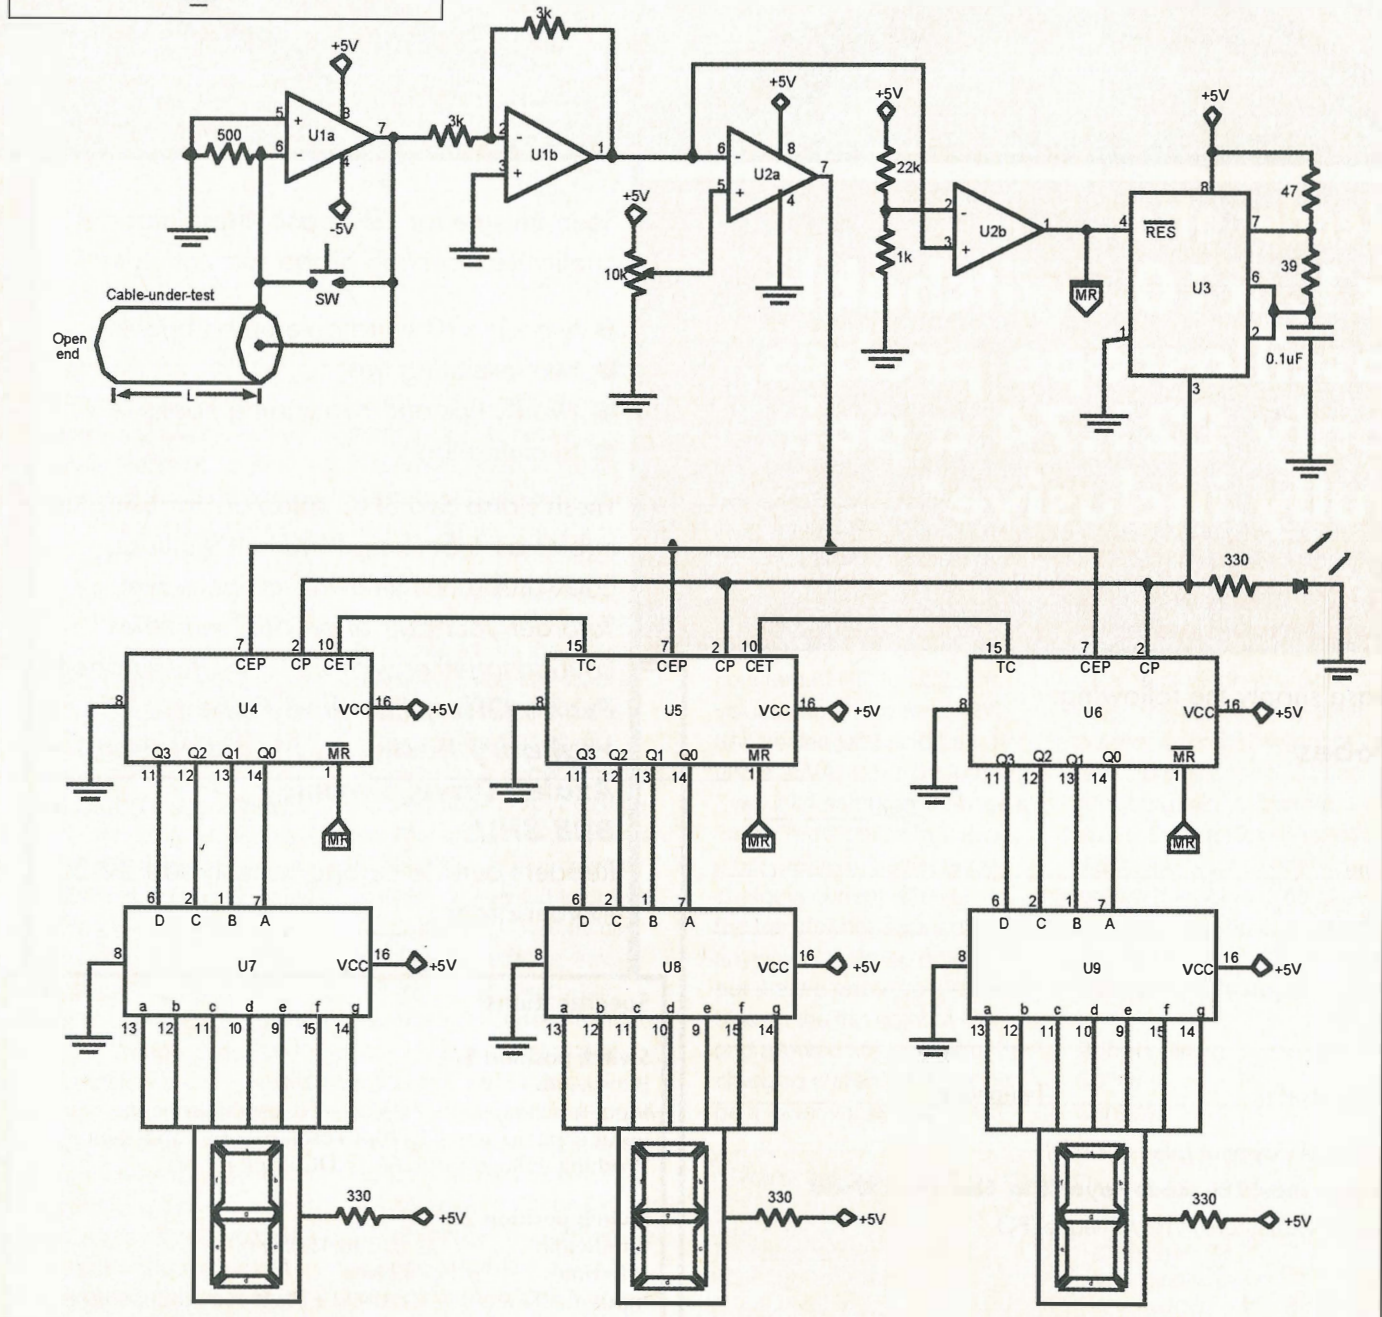 3k
+5V
5
+
8
U1a
7
500
6
-
4
-5V
3k
2
-
U1b
1
3
+
SW
Cable-under-test
Open
end
L
+5V
10k
+5V
6
-
8
U2a
7
5
+
4
+5V
22k
1k
2
-
U2b
1
3
+
MR
+5V
8
4
RES
7
47
U3
39
6
1
2
0.1uF
3
330
7
2
10
CEP
CP
CET
8
U4
VCC
16
+5V
Q3
Q2
Q1
Q0
MR
11
12
13
14
1
MR
15
7
2
10
TC
CEP
CP
CET
8
U5
VCC
16
+5V
Q3
Q2
Q1
Q0
MR
11
12
13
14
1
MR
15
7
2
TC
CEP
CP
8
U6
VCC
16
+5V
Q3
Q2
Q1
Q0
MR
11
12
13
14
1
MR
6
2
1
7
D
C
B
A
8
U7
VCC
16
+5V
a
b
c
d
e
f
g
13
12
11
10
9
15
14
330
+5V
6
2
1
7
D
C
B
A
8
U8
VCC
16
+5V
a
b
c
d
e
f
g
13
12
11
10
9
15
14
330
+5V
6
2
1
7
D
C
B
A
8
U9
VCC
16
+5V
a
b
c
d
e
f
g
13
12
11
10
9
15
14
330
+5V